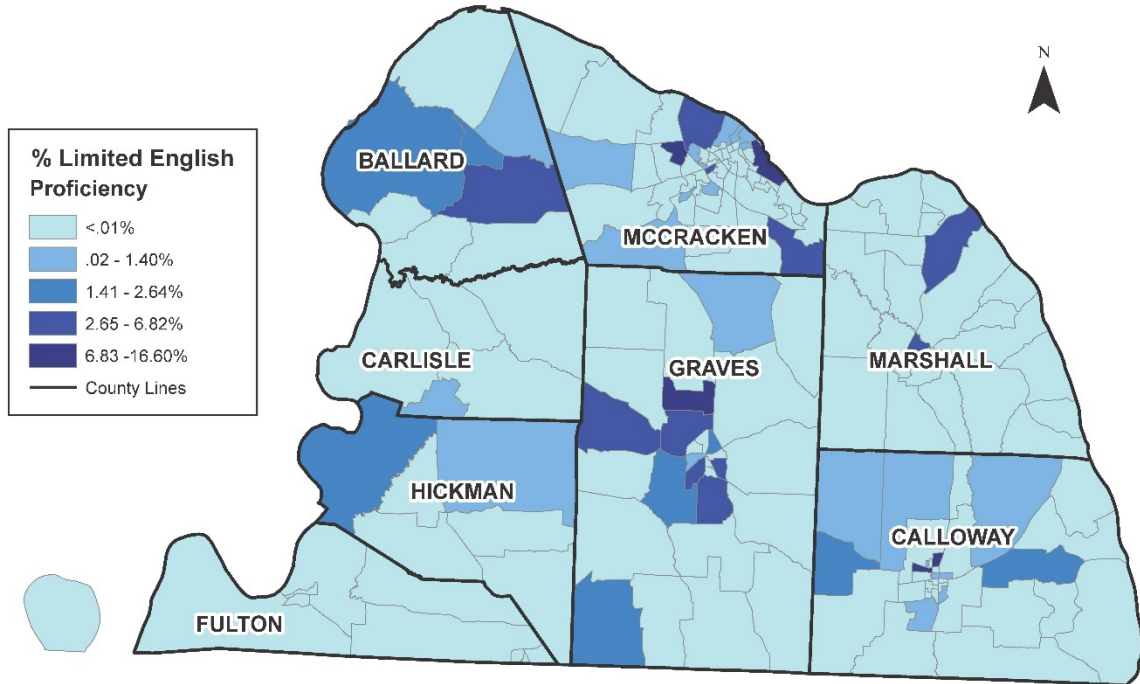 N
% Limited English
Proficiency
<.01%
.02 - 1.40%
1.41 - 2.64%
2.65 - 6.82%
6.83 -16.60%
County Lines
BALLARD
MCCRACKEN
CARLISLE
GRAVES
MARSHALL
HICKMAN
CALLOWAY
FULTON